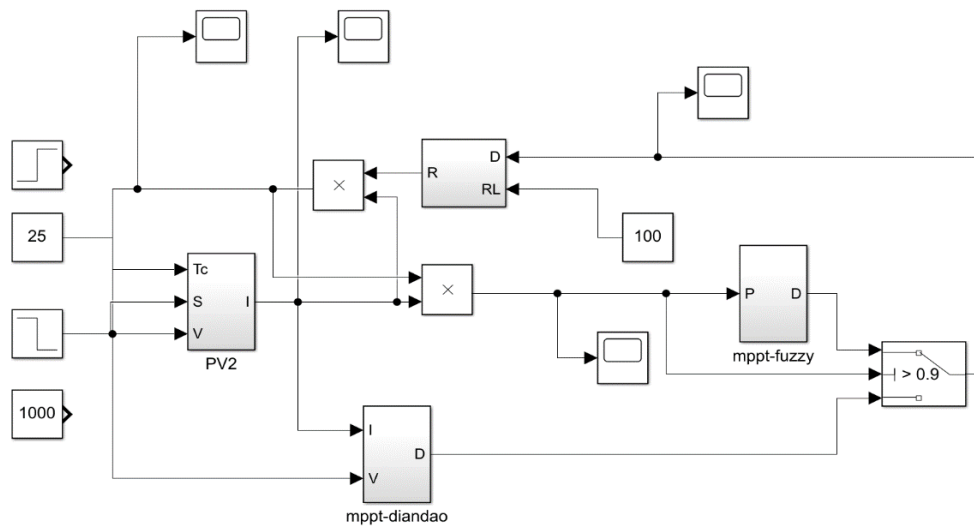 D
R
RL
25
100
Tc
S
I
V
PV2
P
D
mppt-fuzzy
> 0.9
1000
I
D
V
mppt-diandao